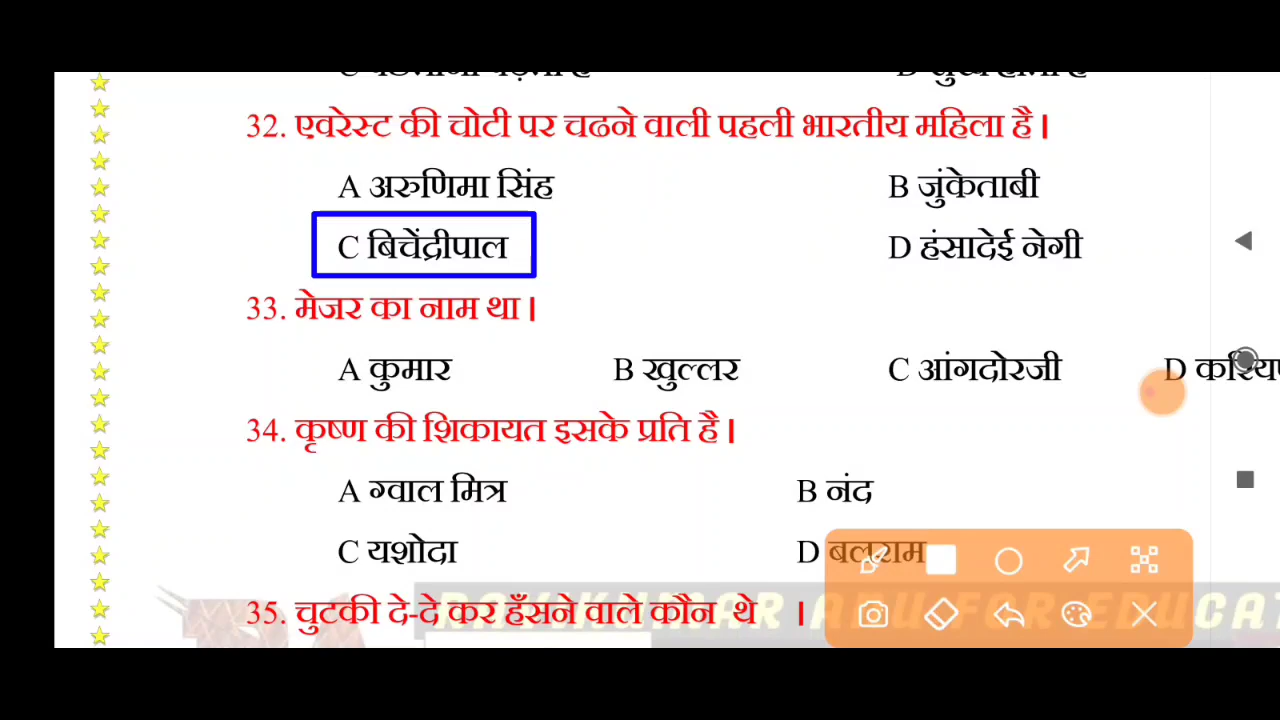 32. एवरेस्ट की चोटी पर चढने वाली पहली भारतीय महिला है।
A अरुणिमा सिंह B जुंकेताबी
C बिचेंद्रीपाल D हंसादेई नेगी
33. मेजर का नाम था।
A कुमार B खुल्लर C आंगदोरजी D
34. कृष्ण की शिकायत इसके प्रति है।
A ग्वाल मित्र B नंद
C यशोदा D बलराम
35. चुटकी दे-दे कर हँसने वाले कौन थे ।